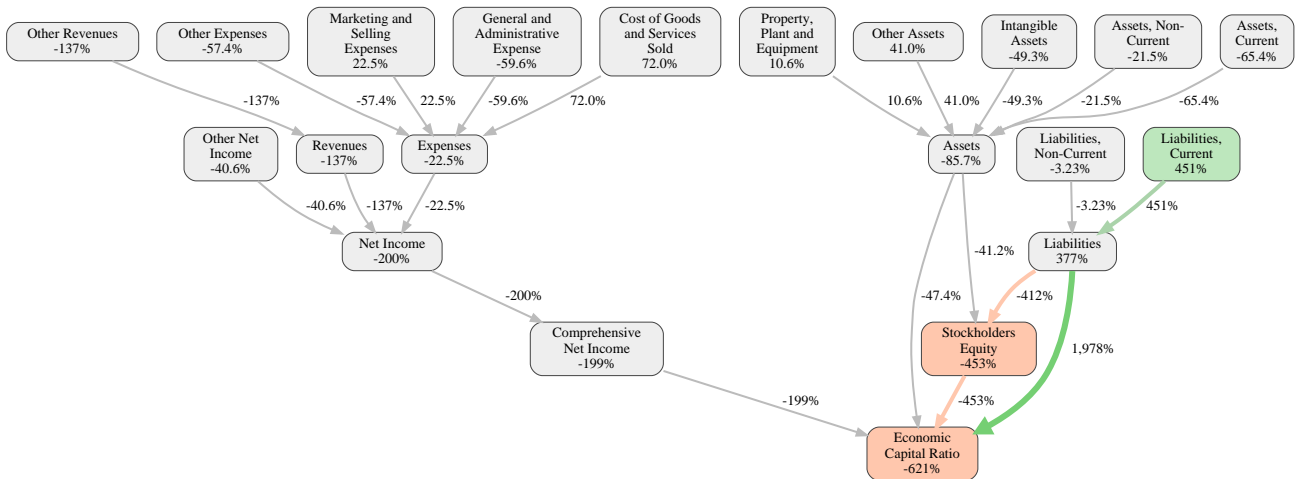 Other Revenues
-137%
Other Expenses
-57.4%
Marketing and
Selling
Expenses
22.5%
General and
Administrative
Expense
-59.6%
Cost of Goods
and Services
Sold
72.0%
Property,
Plant and
Equipment
10.6%
Other Assets
41.0%
Intangible
Assets
-49.3%
Assets, Non-
Current
-21.5%
Assets,
Current
-65.4%
-137%
-57.4%
22.5%
-59.6%
72.0%
10.6%
41.0%
-49.3%
-21.5%
-65.4%
Other Net
Income
-40.6%
Revenues
-137%
Expenses
-22.5%
Assets
-85.7%
Liabilities,
Non-Current
-3.23%
Liabilities,
Current
451%
-40.6%
-137%
-22.5%
-3.23%
451%
Net Income
-200%
-41.2%
Liabilities
377%
-200%
-47.4%
-412%
Comprehensive
Net Income
-199%
Stockholders
Equity
-453%
1,978%
-199%
-453%
Economic
Capital Ratio
-621%